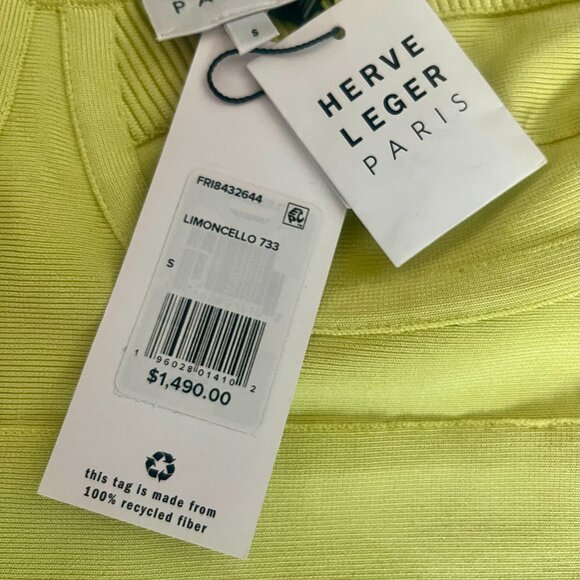 PARIS
S
HERVE
LEGER
PARIS
FRI8432644
LIMONCELLO 733
S
1 96028 01410 2
$1,490.00
this tag is made from
100% recycled fiber